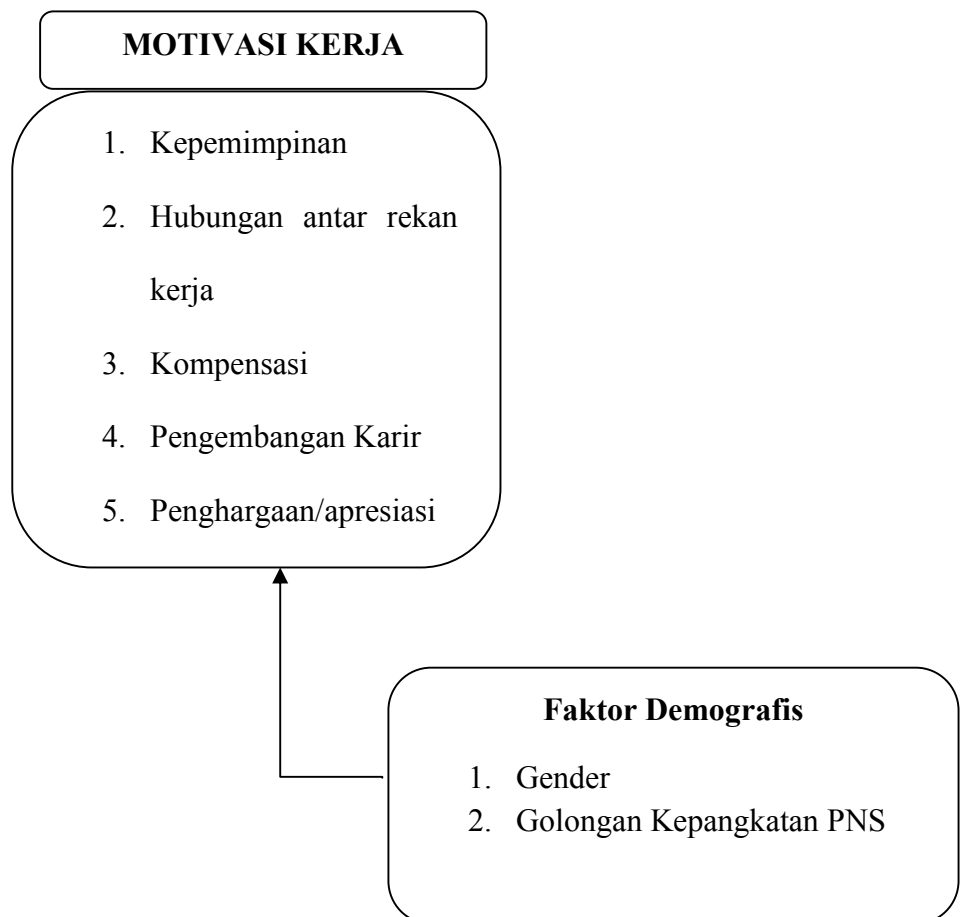 MOTIVASI KERJA
1. Kepemimpinan
2. Hubungan antar rekan
kerja
3. Kompensasi
4. Pengembangan Karir
5. Penghargaan/apresiasi
Faktor Demografis
1. Gender
2. Golongan Kepangkatan PNS